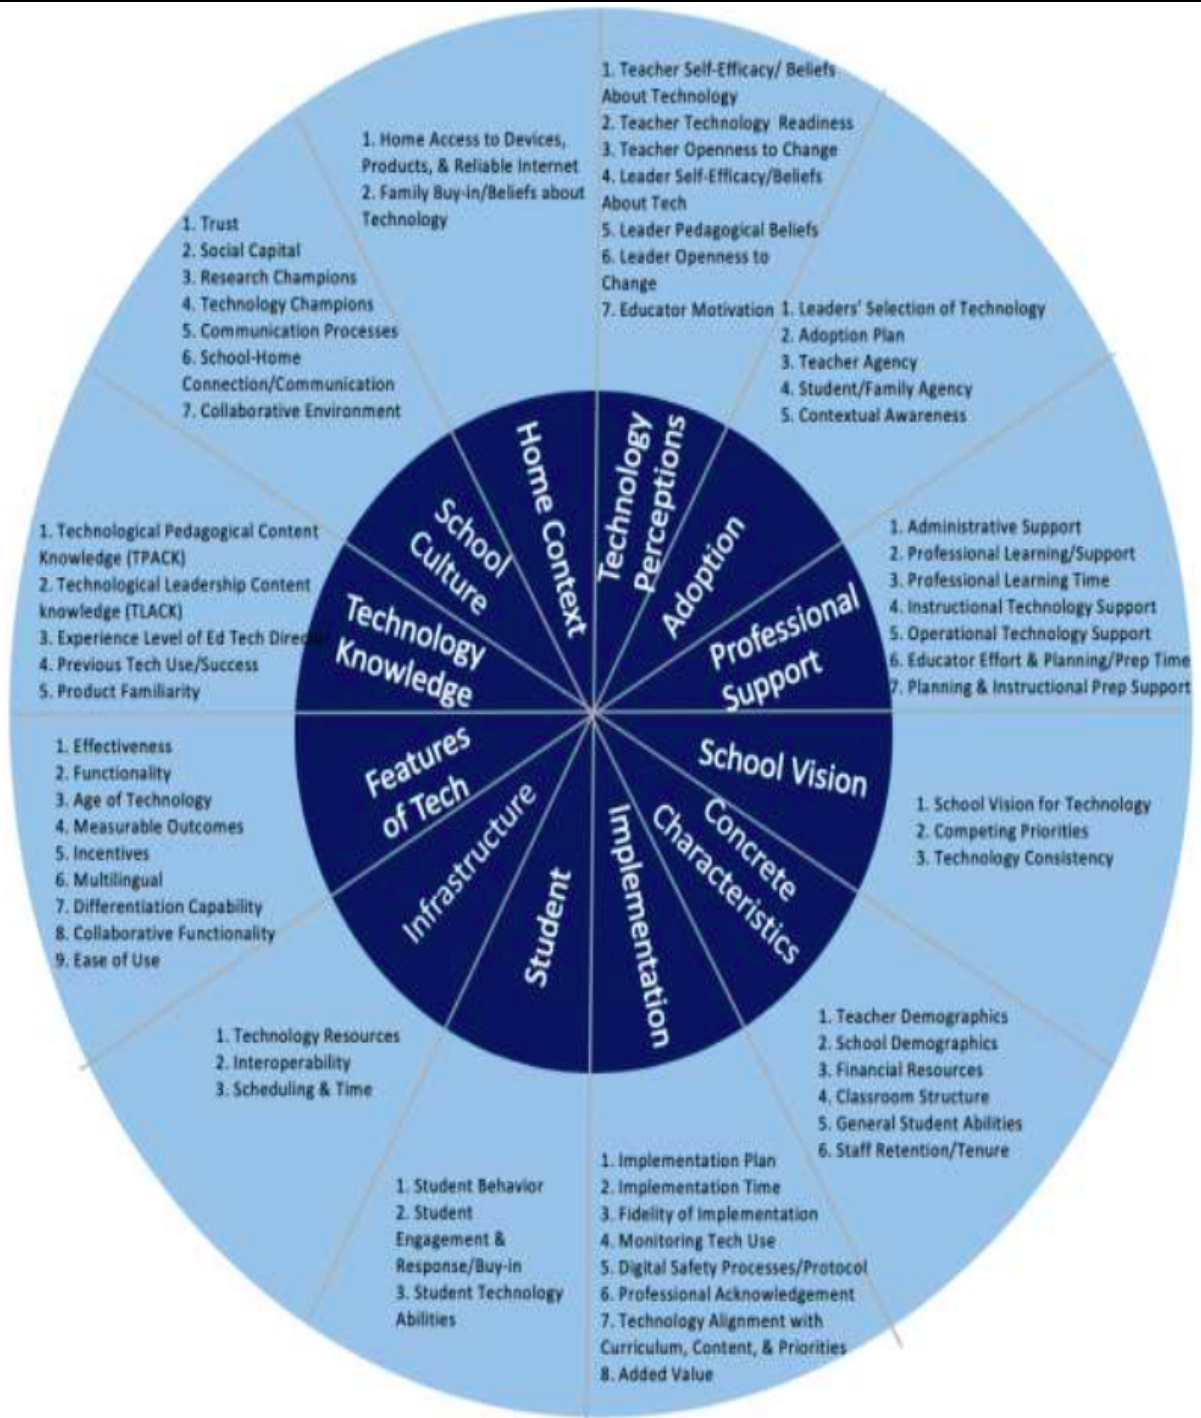 1. Teacher Self-Efficacy/ Beliefs
About Technology
2. Teacher Technology Readiness
3. Teacher Openness to Change
4. Leader Self-Efficacy/Beliefs
About Tech
5. Leader Pedagogical Beliefs
6. Leader Openness to
Change
7. Educator Motivation
1. Leaders' Selection of Technology
2. Adoption Plan
3. Teacher Agency
4. Student/Family Agency
5. Contextual Awareness
1. Administrative Support
2. Professional Learning/Support
3. Professional Learning Time
4. Instructional Technology Support
5. Operational Technology Support
6. Educator Effort & Planning/Prep Time
7. Planning & Instructional Prep Support
1. School Vision for Technology
2. Competing Priorities
3. Technology Consistency
1. Teacher Demographics
2. School Demographics
3. Financial Resources
4. Classroom Structure
5. General Student Abilities
6. Staff Retention/Tenure
1. Implementation Plan
2. Implementation Time
3. Fidelity of Implementation
4. Monitoring Tech Use
5. Digital Safety Processes/Protocol
6. Professional Acknowledgement
7. Technology Alignment with
Curriculum, Content, & Priorities
8. Added Value
1. Student Behavior
2. Student
Engagement &
Response/Buy-in
3. Student Technology
Abilities
1. Technology Resources
2. Interoperability
3. Scheduling & Time
1. Effectiveness
2. Functionality
3. Age of Technology
4. Measurable Outcomes
5. Incentives
6. Multilingual
7. Differentiation Capability
8. Collaborative Functionality
9. Ease of Use
1. Technological Pedagogical Content
Knowledge (TPACK)
2. Technological Leadership Content
knowledge (TLACK)
3. Experience Level of Ed Tech Director
4. Previous Tech Use/Success
5. Product Familiarity
1. Trust
2. Social Capital
3. Research Champions
4. Technology Champions
5. Communication Processes
6. School-Home
Connection/Communication
7. Collaborative Environment
1. Home Access to Devices,
Products, & Reliable Internet
2. Family Buy-in/Beliefs about
Technology
Technology
Perceptions
Adoption
Professional
Support
School Vision
Concrete
Characteristics
Implementation
Student
Infrastructure
Features
of Tech
Technology
Knowledge
School
Culture
Home Context